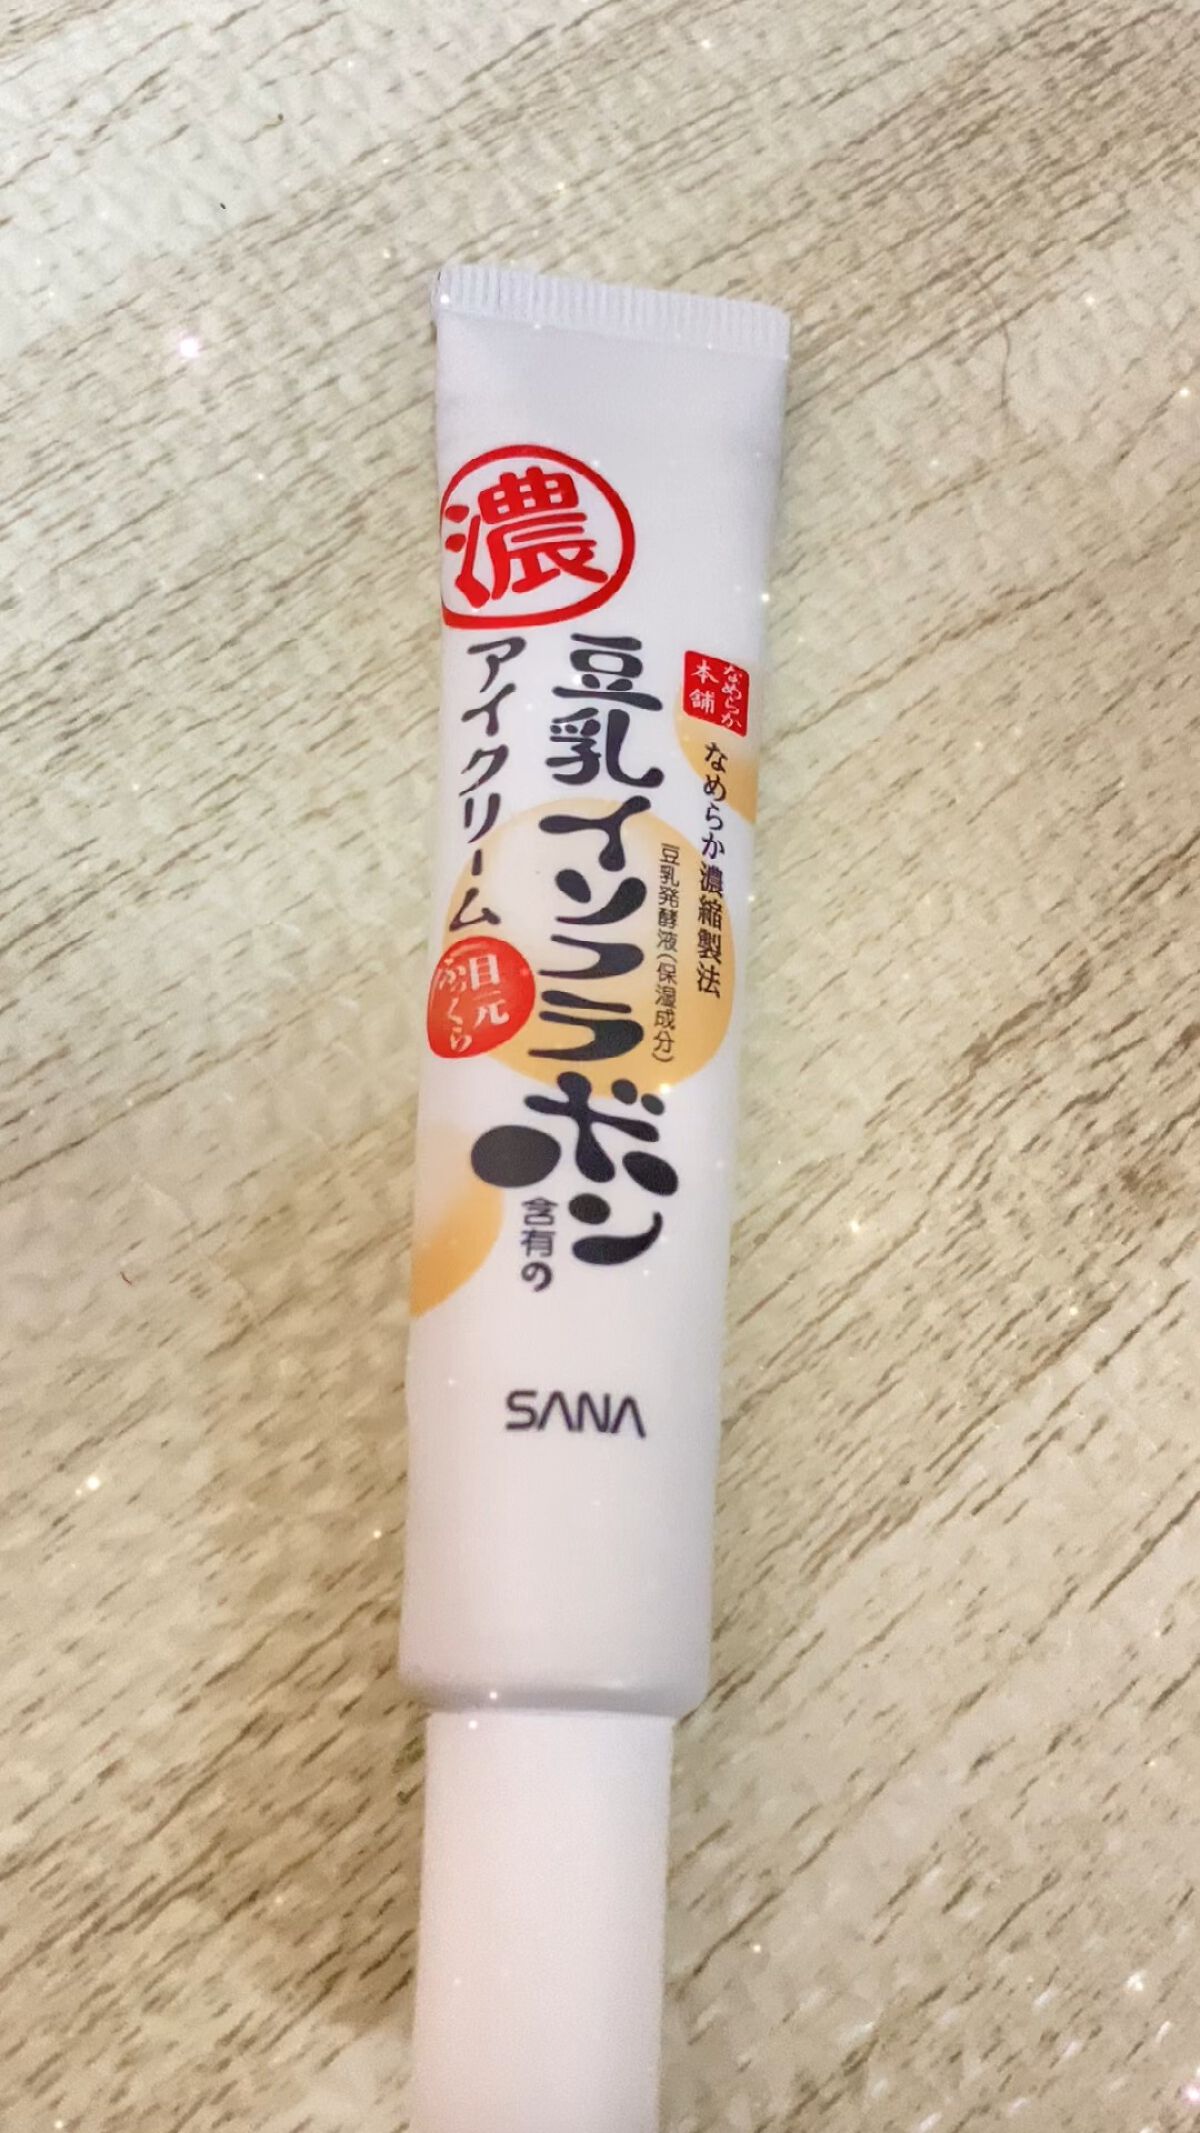 濃
なめらか
本舗
なめらか濃縮製法
豆乳発酵液(保湿成分)
豆乳イソフラボン
含有の
アイクリーム
目元
ふっくら
SANA